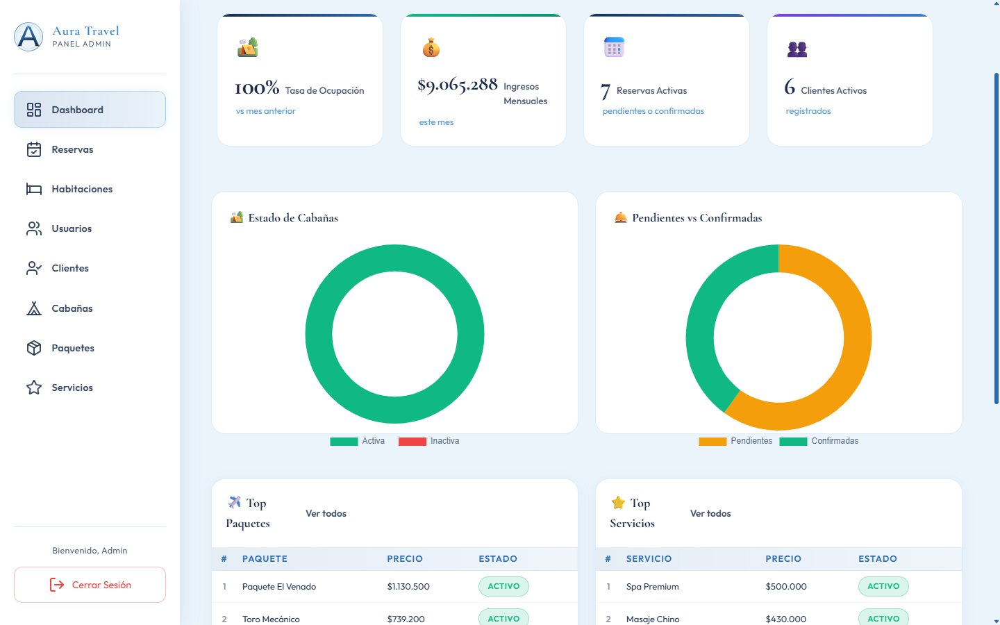 Aura Travel
PANEL ADMIN
Dashboard
Reservas
Habitaciones
Usuarios
Clientes
Cabañas
Paquetes
Servicios
Bienvenido, Admin
Cerrar Sesión
100% Tasa de Ocupación
vs mes anterior
$9.065.288 Ingresos
Mensuales
este mes
7 Reservas Activas
pendientes o confirmadas
6 Clientes Activos
registrados
Estado de Cabañas
Activa Inactiva
Pendientes vs Confirmadas
Pendientes Confirmadas
Top
Paquetes
Ver todos
# PAQUETE PRECIO ESTADO
1 Paquete El Venado $1.130.500 ACTIVO
2 Toro Mecánico $739.200 ACTIVO
Top
Servicios
Ver todos
# SERVICIO PRECIO ESTADO
1 Spa Premium $500.000 ACTIVO
2 Masaje Chino $430.000 ACTIVO